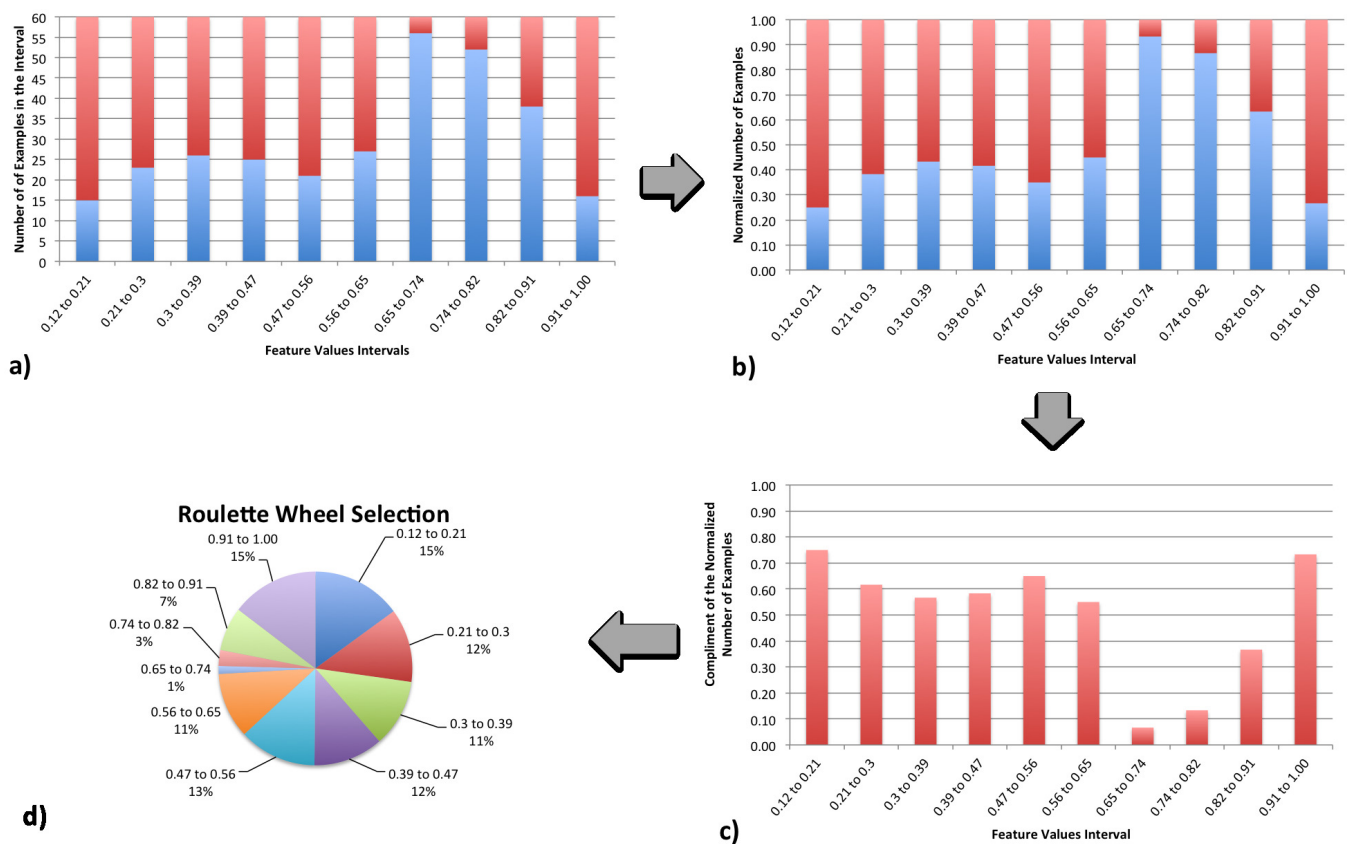 60
55
50
45
40
35
30
25
20
15
10
5
0
Number of of Examples in the Interval
0.12 to 0.21
0.21 to 0.3
0.3 to 0.39
0.39 to 0.47
0.47 to 0.56
0.56 to 0.65
0.65 to 0.74
0.74 to 0.82
0.82 to 0.91
0.91 to 1.00
Feature Values Intervals
a)
1.00
0.90
0.80
0.70
0.60
0.50
0.40
0.30
0.20
0.10
0.00
Normalized Number of Examples
0.12 to 0.21
0.21 to 0.3
0.3 to 0.39
0.39 to 0.47
0.47 to 0.56
0.56 to 0.65
0.65 to 0.74
0.74 to 0.82
0.82 to 0.91
0.91 to 1.00
Feature Values Interval
b)
1.00
0.90
0.80
0.70
0.60
0.50
0.40
0.30
0.20
0.10
0.00
Compliment of the Normalized
Number of Examples
0.12 to 0.21
0.21 to 0.3
0.3 to 0.39
0.39 to 0.47
0.47 to 0.56
0.56 to 0.65
0.65 to 0.74
0.74 to 0.82
0.82 to 0.91
0.91 to 1.00
Feature Values Interval
c)
Roulette Wheel Selection
0.12 to 0.21
15%
0.21 to 0.3
12%
0.3 to 0.39
11%
0.39 to 0.47
12%
0.47 to 0.56
13%
0.56 to 0.65
11%
0.65 to 0.74
1%
0.74 to 0.82
3%
0.82 to 0.91
7%
0.91 to 1.00
15%
d)